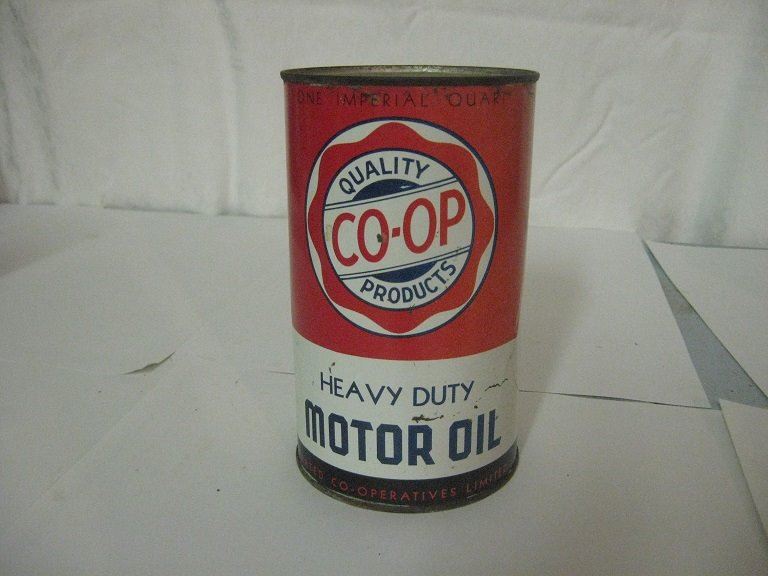 ONE IMPERIAL QUART
QUALITY
CO-OP
PRODUCTS
HEAVY DUTY
MOTOR OIL
CO-OPERATIVES LIMITED